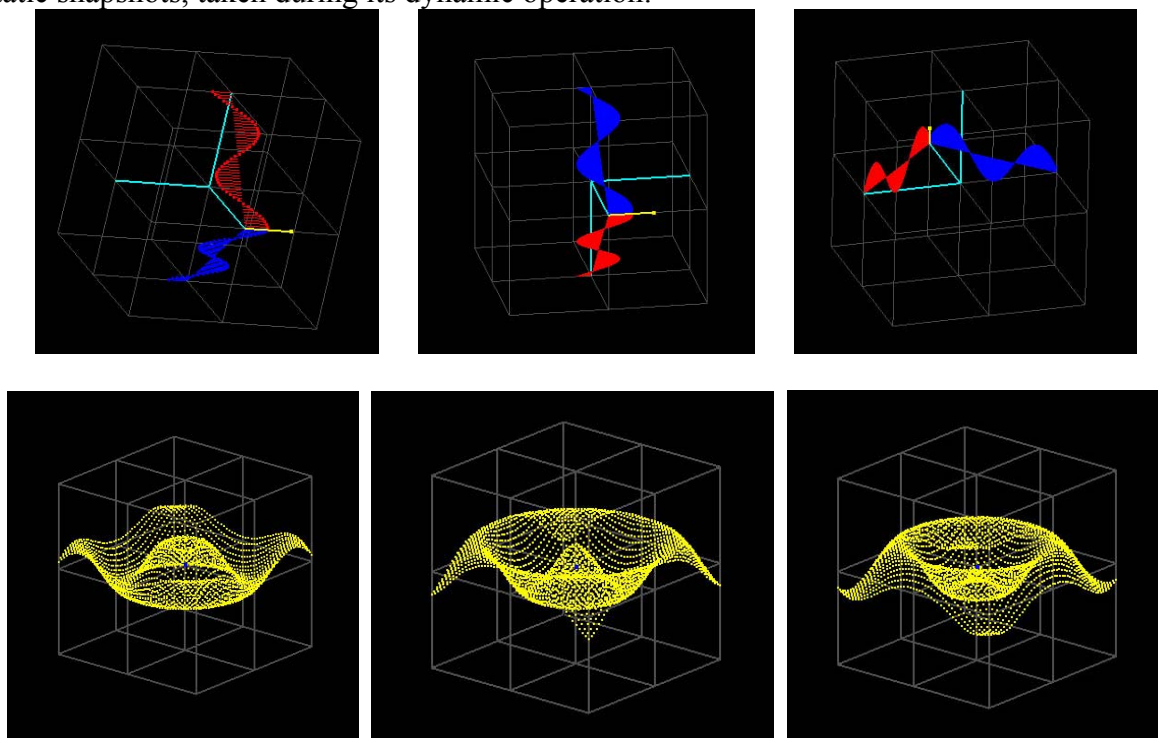 snapshots, taken during its dynamic operation.